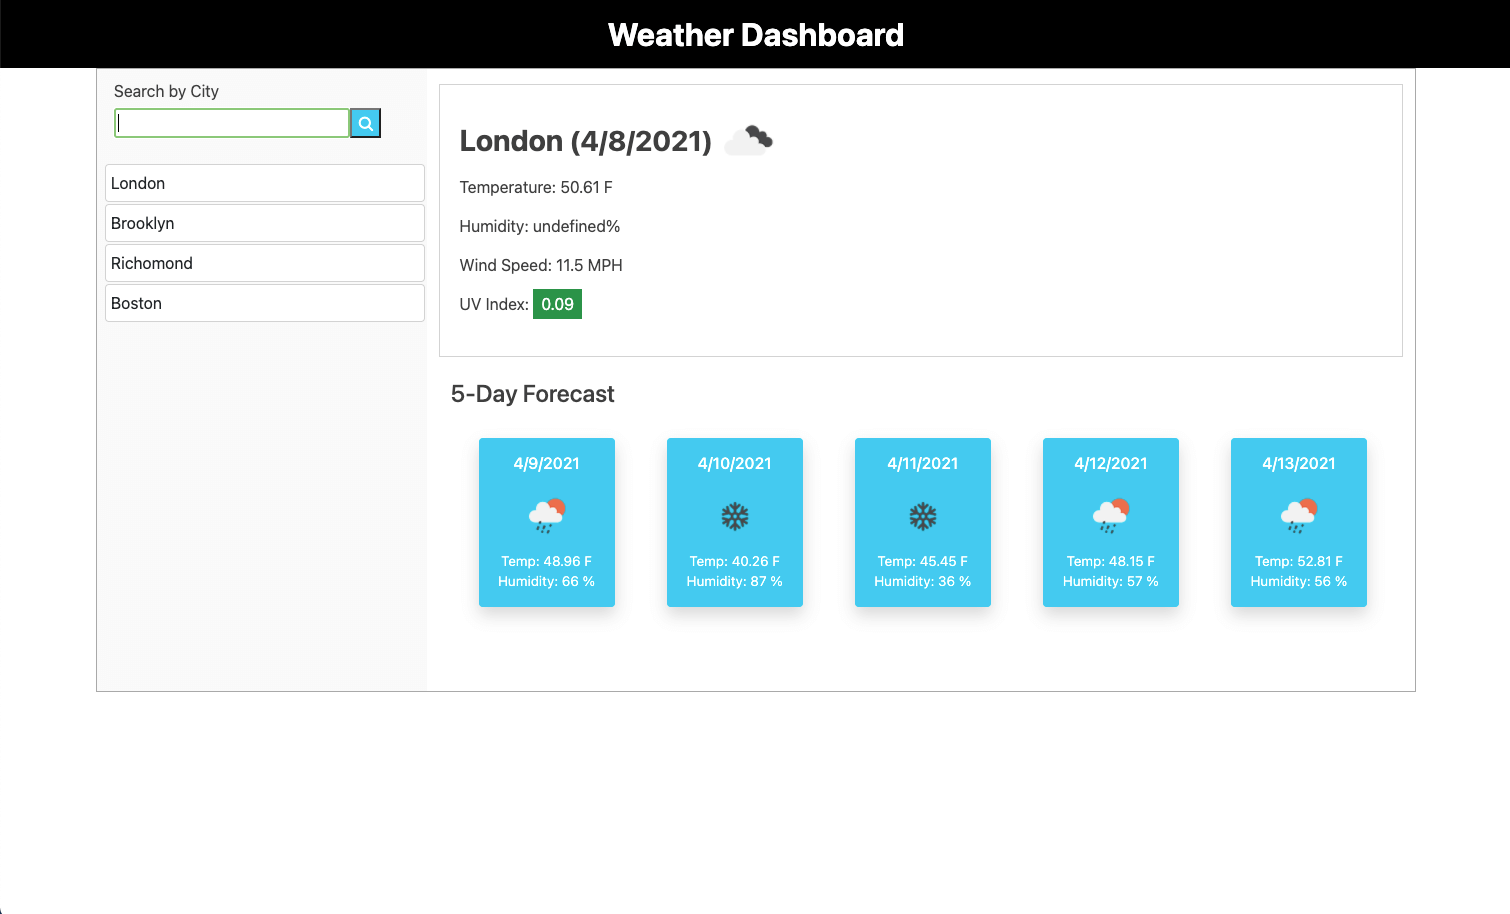 Weather Dashboard
Search by City
London
Brooklyn
Richomond
Boston
London (4/8/2021)
Temperature: 50.61 F
Humidity: undefined%
Wind Speed: 11.5 MPH
UV Index: 0.09
5-Day Forecast
4/9/2021
Temp: 48.96 F
Humidity: 66 %
4/10/2021
Temp: 40.26 F
Humidity: 87 %
4/11/2021
Temp: 45.45 F
Humidity: 36 %
4/12/2021
Temp: 48.15 F
Humidity: 57 %
4/13/2021
Temp: 52.81 F
Humidity: 56 %